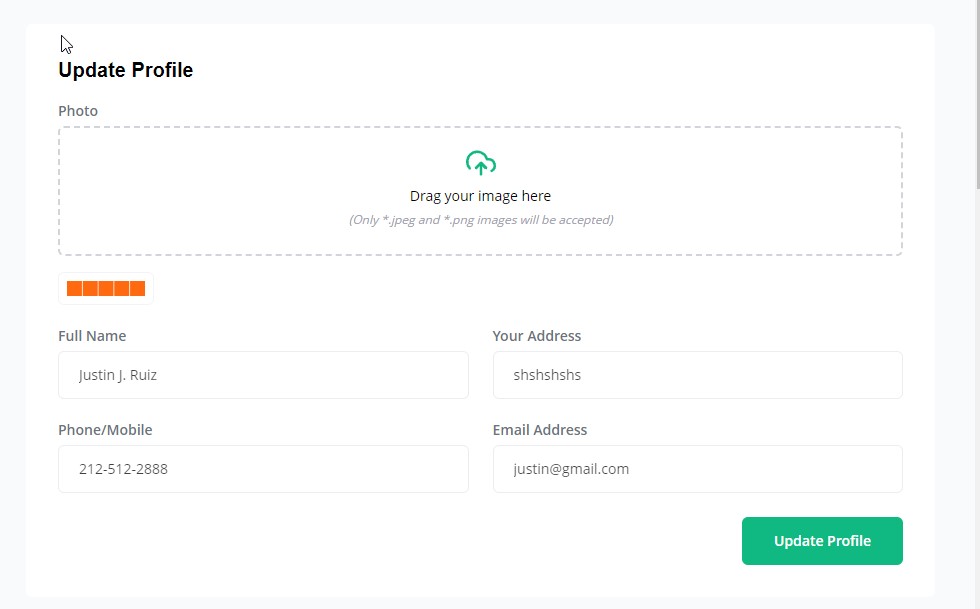 Update Profile
Photo
Drag your image here
(Only *.jpeg and *.png images will be accepted)
Full Name
Your Address
Justin J. Ruiz
shshshshs
Phone/Mobile
Email Address
212-512-2888
justin@gmail.com
Update Profile